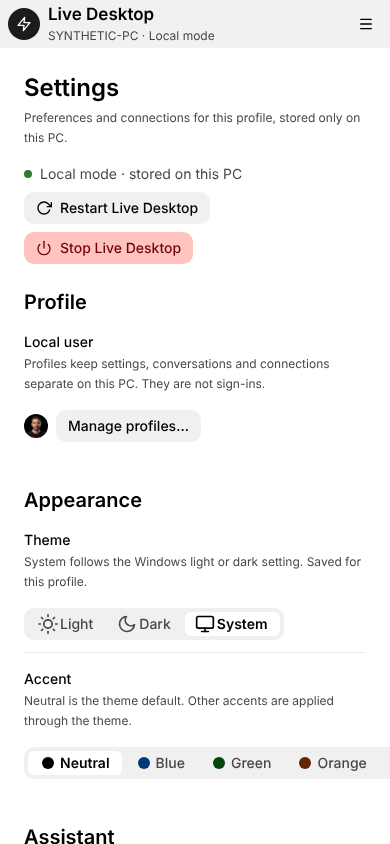 Live Desktop
SYNTHETIC-PC · Local mode
Settings
Preferences and connections for this profile, stored only on
this PC.
Local mode · stored on this PC
Restart Live Desktop
Stop Live Desktop
Profile
Local user
Profiles keep settings, conversations and connections
separate on this PC. They are not sign-ins.
Manage profiles...
Appearance
Theme
System follows the Windows light or dark setting. Saved for
this profile.
Light Dark System
Accent
Neutral is the theme default. Other accents are applied
through the theme.
Neutral Blue Green Orange
Assistant